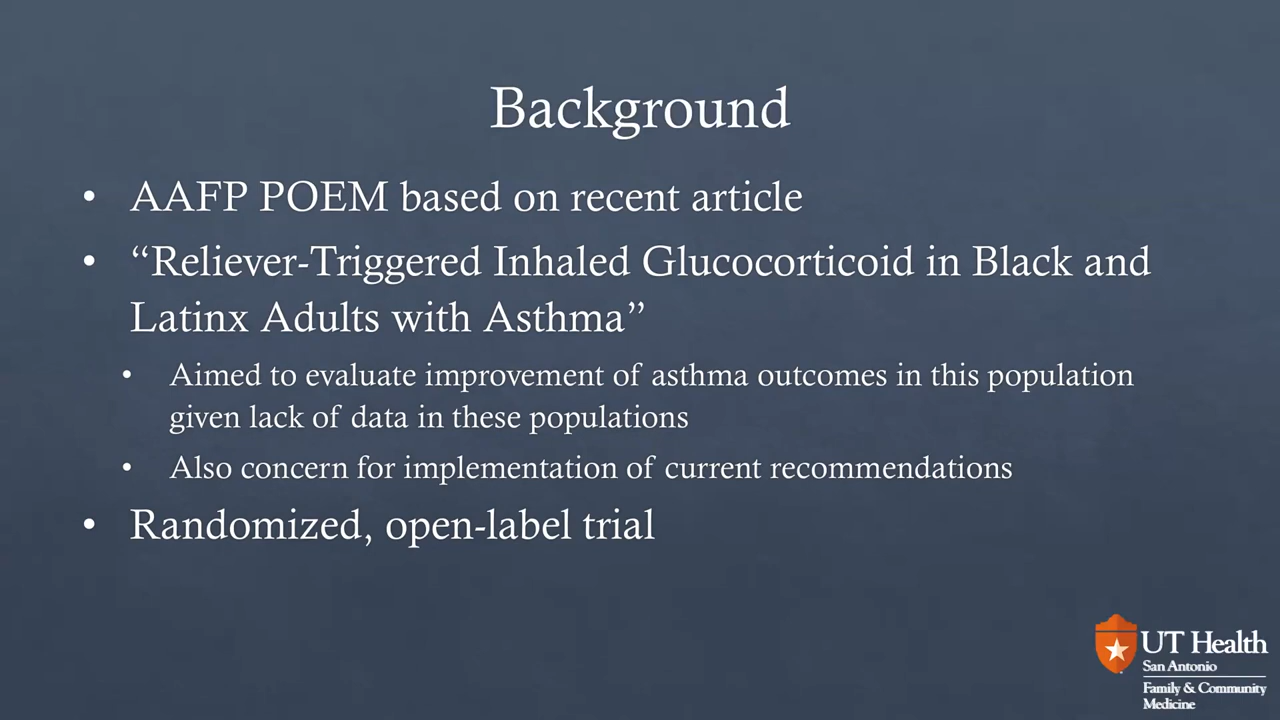 Background
• AAFP POEM based on recent article
• “Reliever-Triggered Inhaled Glucocorticoid in Black and
Latinx Adults with Asthma”
• Aimed to evaluate improvement of asthma outcomes in this population
given lack of data in these populations
• Also concern for implementation of current recommendations
• Randomized, open-label trial
UT Health
San Antonio
Family & Community
Medicine